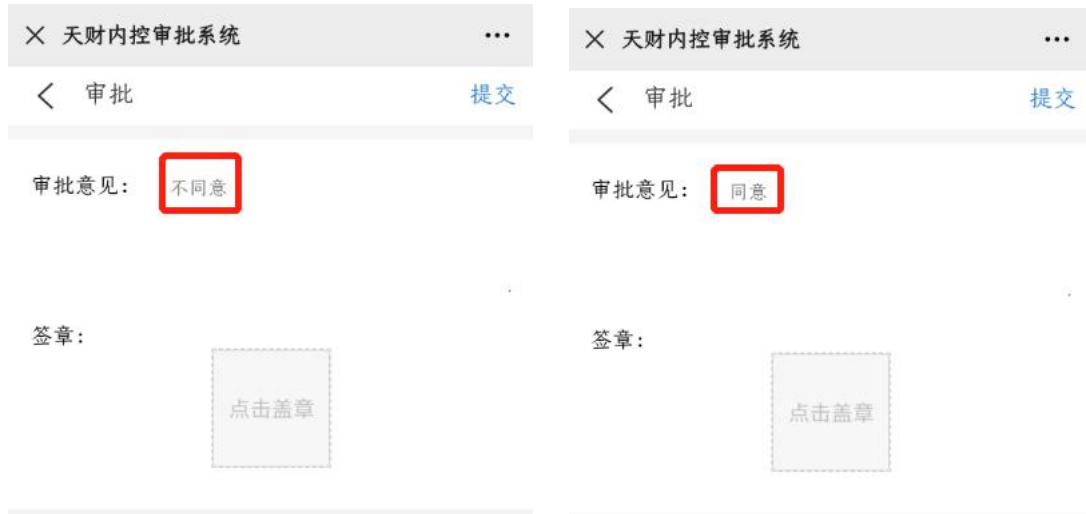 天财内控审批系统
审批
提交
审批意见：
不同意
签章：
点击盖章
天财内控审批系统
审批
提交
审批意见：
同意
签章：
点击盖章